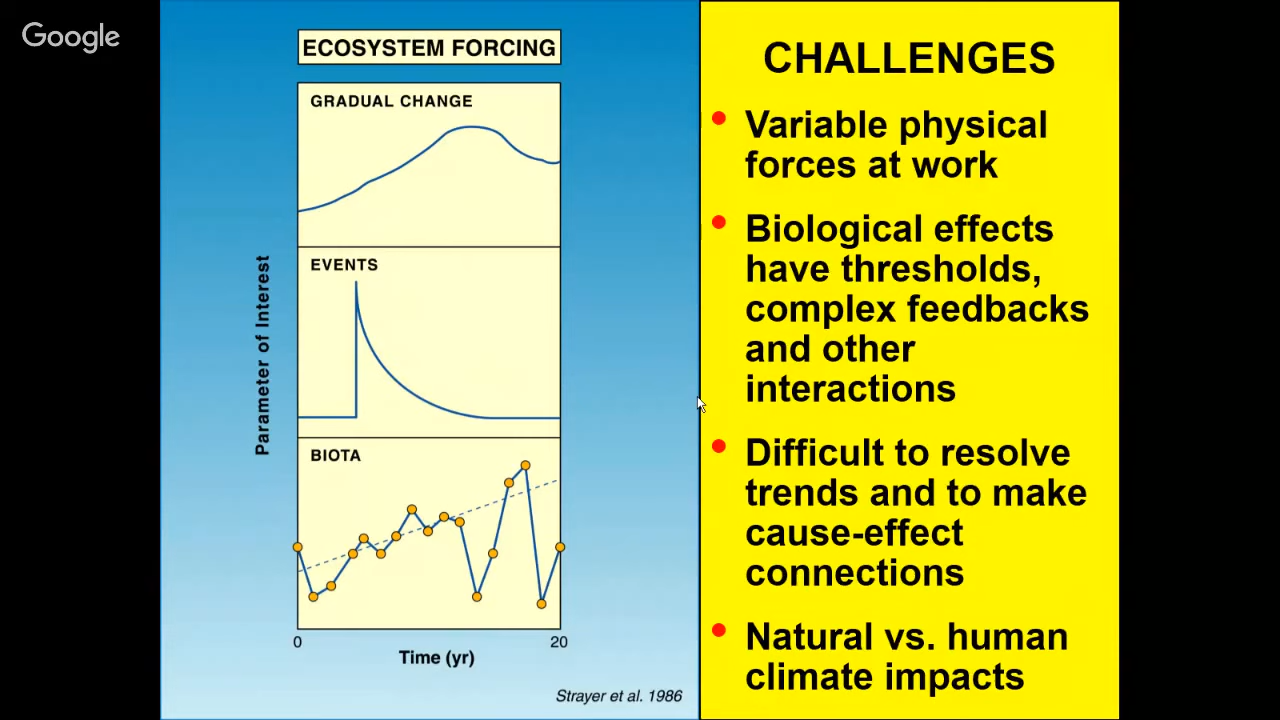 Google
ECOSYSTEM FORCING
GRADUAL CHANGE
EVENTS
BIOTA
Parameter of Interest
0
20
Time (yr)
Strayer et al. 1986
CHALLENGES
• Variable physical
forces at work
• Biological effects
have thresholds,
complex feedbacks
and other
interactions
• Difficult to resolve
trends and to make
cause-effect
connections
• Natural vs. human
climate impacts